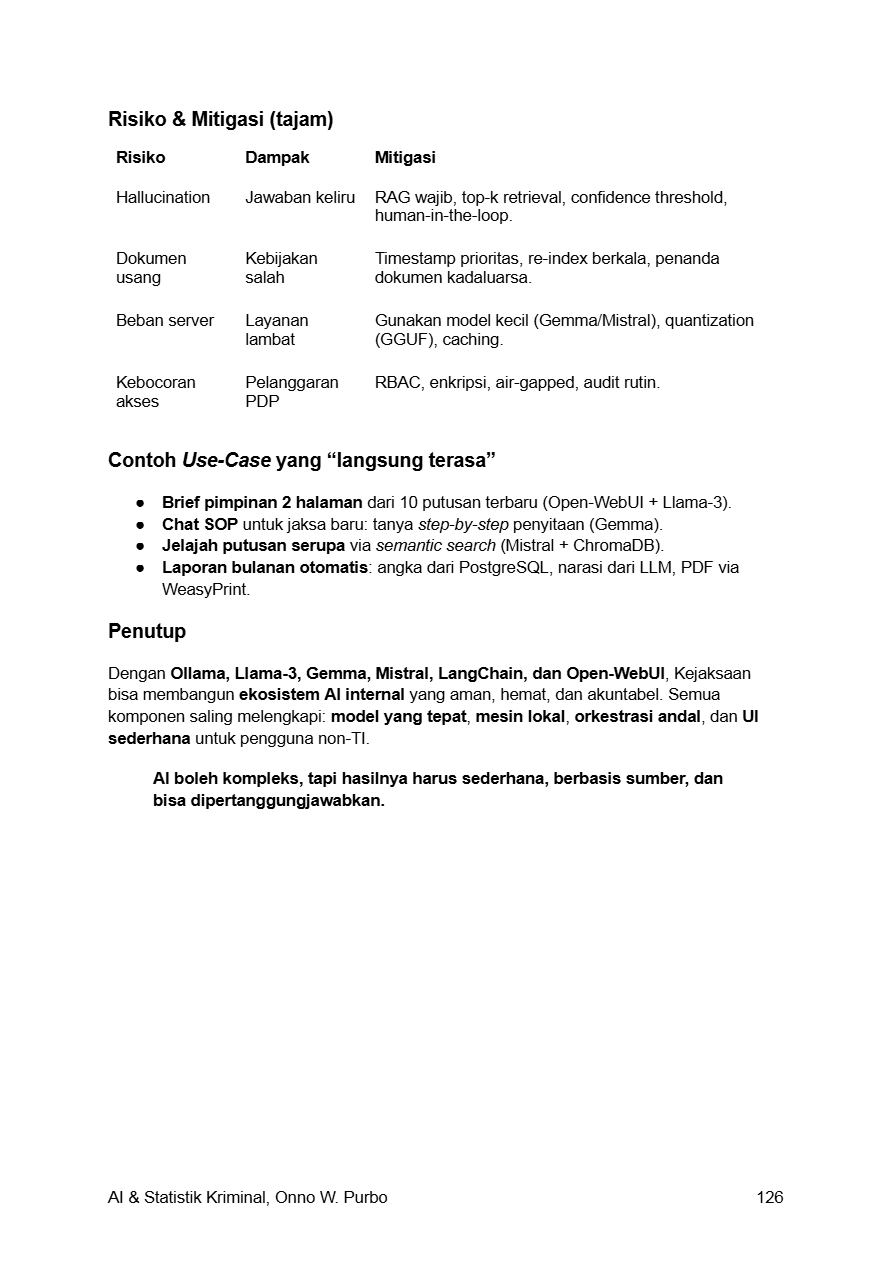 Risiko & Mitigasi (tajam)
Risiko Dampak Mitigasi
Hallucination Jawaban keliru RAG wajib, top-k retrieval, confidence threshold,
human-in-the-loop.
Dokumen Kebijakan Timestamp prioritas, re-index berkala, penanda
usang salah dokumen kadaluarsa.
Beban server Layanan Gunakan model kecil (Gemma/Mistral), quantization
lambat (GGUF), caching.
Kebocoran Pelanggaran RBAC, enkripsi, air-gapped, audit rutin.
akses PDP
Contoh Use-Case yang “langsung terasa”
● Brief pimpinan 2 halaman dari 10 putusan terbaru (Open-WebUI + Llama-3).
● Chat SOP untuk jaksa baru: tanya step-by-step penyitaan (Gemma).
● Jelajah putusan serupa via semantic search (Mistral + ChromaDB).
● Laporan bulanan otomatis: angka dari PostgreSQL, narasi dari LLM, PDF via
WeasyPrint.
Penutup
Dengan Ollama, Llama-3, Gemma, Mistral, LangChain, dan Open-WebUI, Kejaksaan
bisa membangun ekosistem AI internal yang aman, hemat, dan akuntabel. Semua
komponen saling melengkapi: model yang tepat, mesin lokal, orkestrasi andal, dan UI
sederhana untuk pengguna non-TI.
AI boleh kompleks, tapi hasilnya harus sederhana, berbasis sumber, dan
bisa dipertanggungjawabkan.
AI & Statistik Kriminal, Onno W. Purbo 126